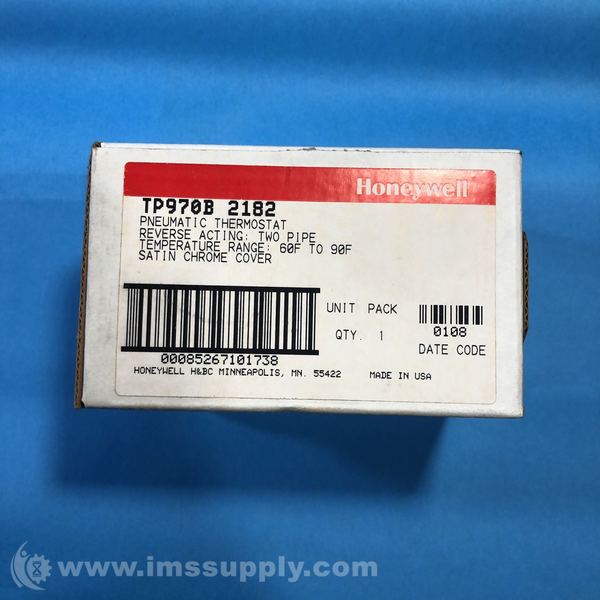 Honeywell
TP970B 2182
PNEUMATIC THERMOSTAT
REVERSE ACTING: TWO PIPE
TEMPERATURE RANGE: 60F TO 90F
SATIN CHROME COVER
UNIT PACK
QTY. 1
0108
DATE CODE
00085267101738
HONEYWELL H&BC MINNEAPOLIS, MN. 55422 MADE IN USA
www.imssupply.com